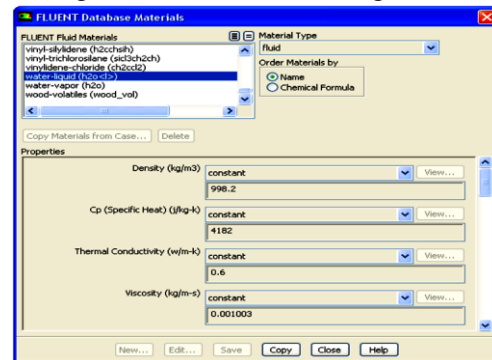 FLUENT Database Materials
FLUENT Fluid Materials
vinyl-silylidene (h2cchsih)
vinyl-trichlorosilane (sicl3ch2ch)
vinylidene-chloride (ch2ccl2)
water-liquid (h2o<l>)
water-vapor (h2o)
wood-volatiles (wood_vol)
Material Type
fluid
Order Materials by
Name
Chemical Formula
Copy Materials from Case... Delete
Properties
Density (kg/m3) constant View...
998.2
Cp (Specific Heat) (j/kg-k) constant View...
4182
Thermal Conductivity (w/m-k) constant View...
0.6
Viscosity (kg/m-s) constant View...
0.001003
New... Edit... Save Copy Close Help